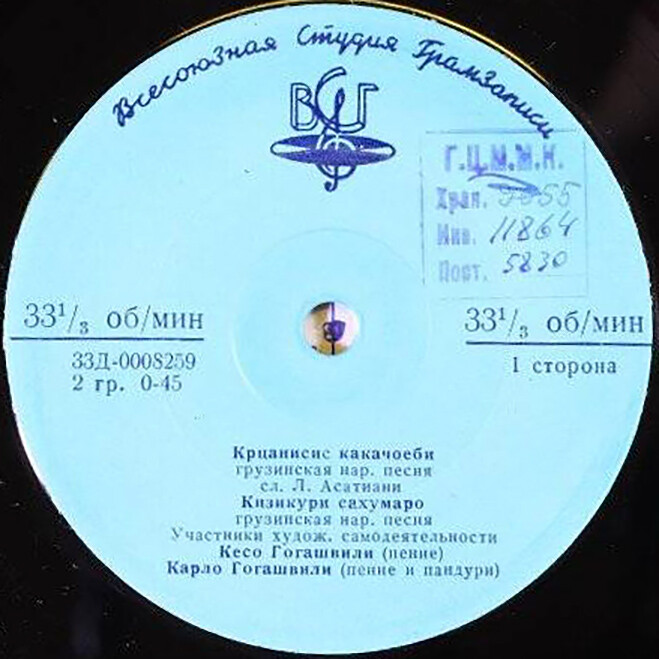 Всесоюзная Студия Грамзаписи
ВСГ
Г.Ц.М.М.К.
Хран. 7055
Инв. 11864
Пост. 5830
33¹/₃ об/мин
33¹/₃ об/мин
33Д-0008259
2 гр. 0-45
1 сторона
Крцанисис какачоеби
грузинская нар. песня
сл. Л. Асатиани
Кизикури сахумаро
грузинская нар. песня
Участники худож. самодеятельности
Кесо Гогашвили (пение)
Карло Гогашвили (пение и пандури)